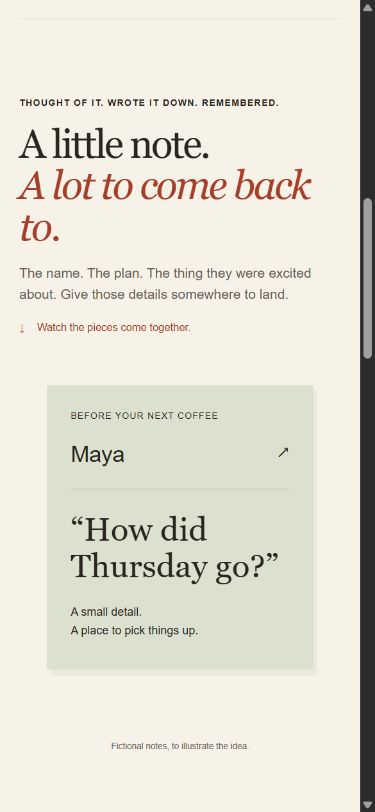 THOUGHT OF IT. WROTE IT DOWN. REMEMBERED.
A little note.
A lot to come back
to.
The name. The plan. The thing they were excited
about. Give those details somewhere to land.
↓ Watch the pieces come together.
BEFORE YOUR NEXT COFFEE
Maya ↗
“How did
Thursday go?”
A small detail.
A place to pick things up.
Fictional notes, to illustrate the idea.